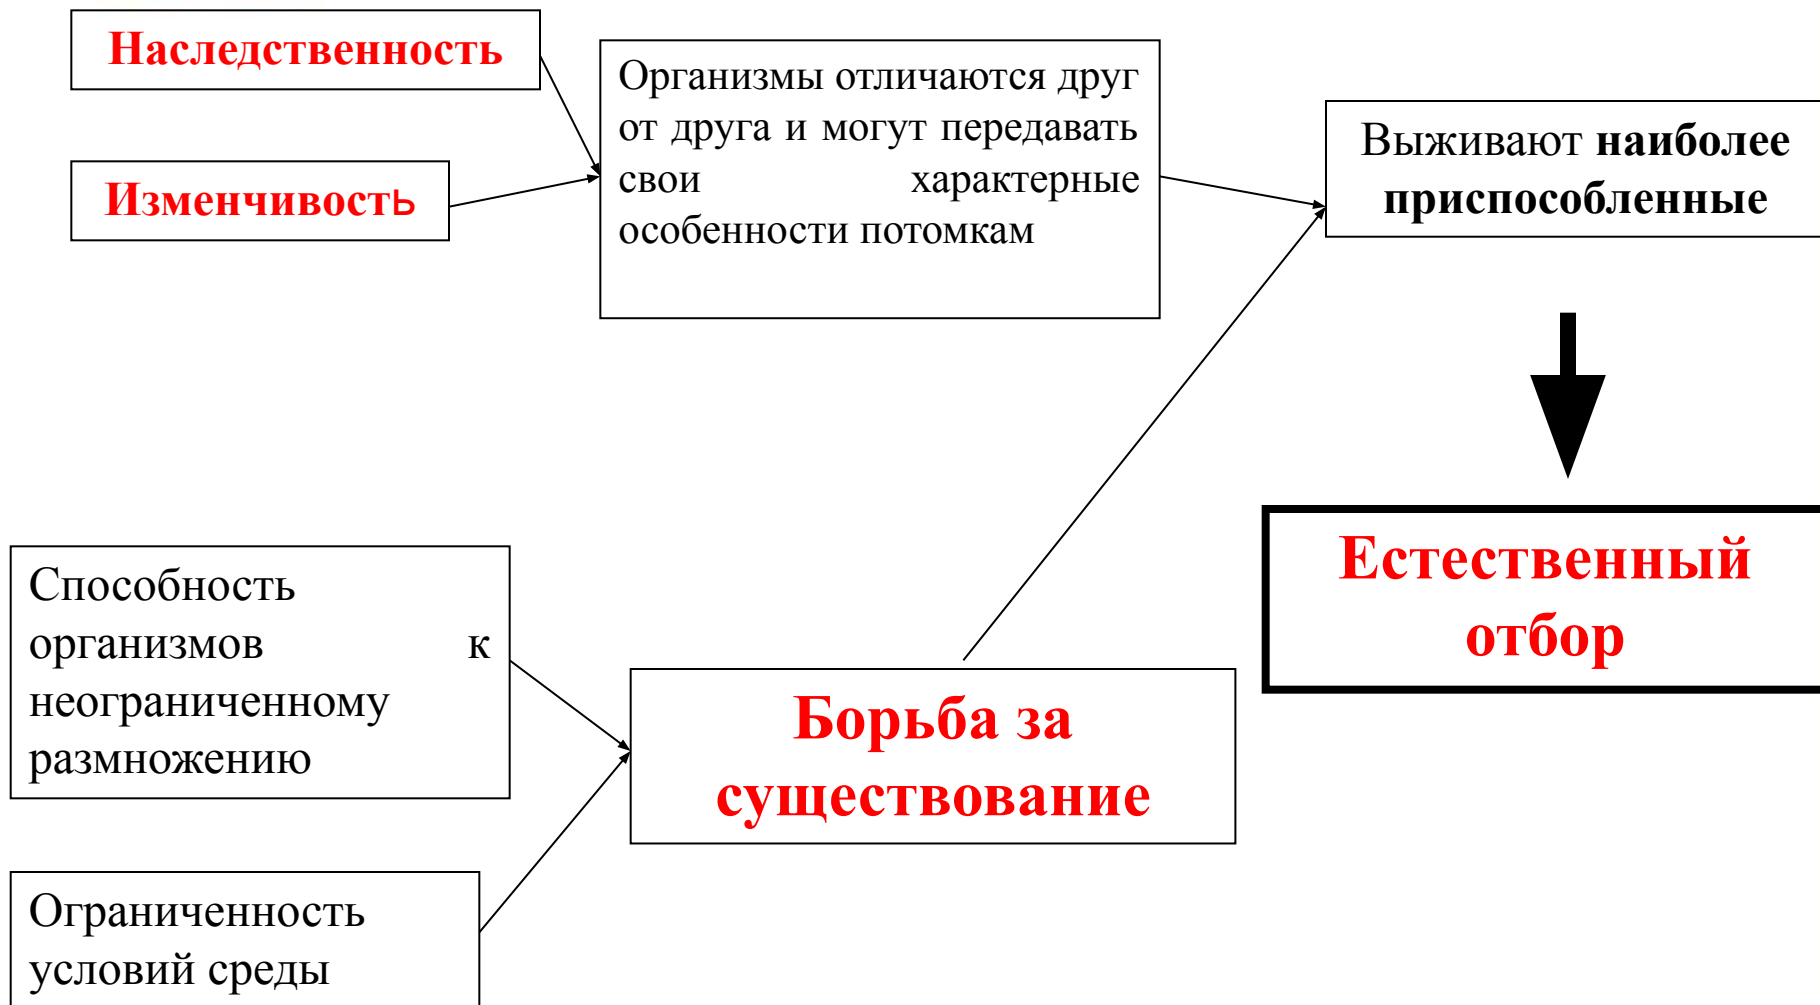 Наследственность
Изменчивость
Организмы отличаются друг
от друга и могут передавать
свои характерные
особенности потомкам
Выживают наиболее
приспособленные
Естественный
отбор
Способность
организмов к
неограниченному
размножению
Борьба за
существование
Ограниченность
условий среды